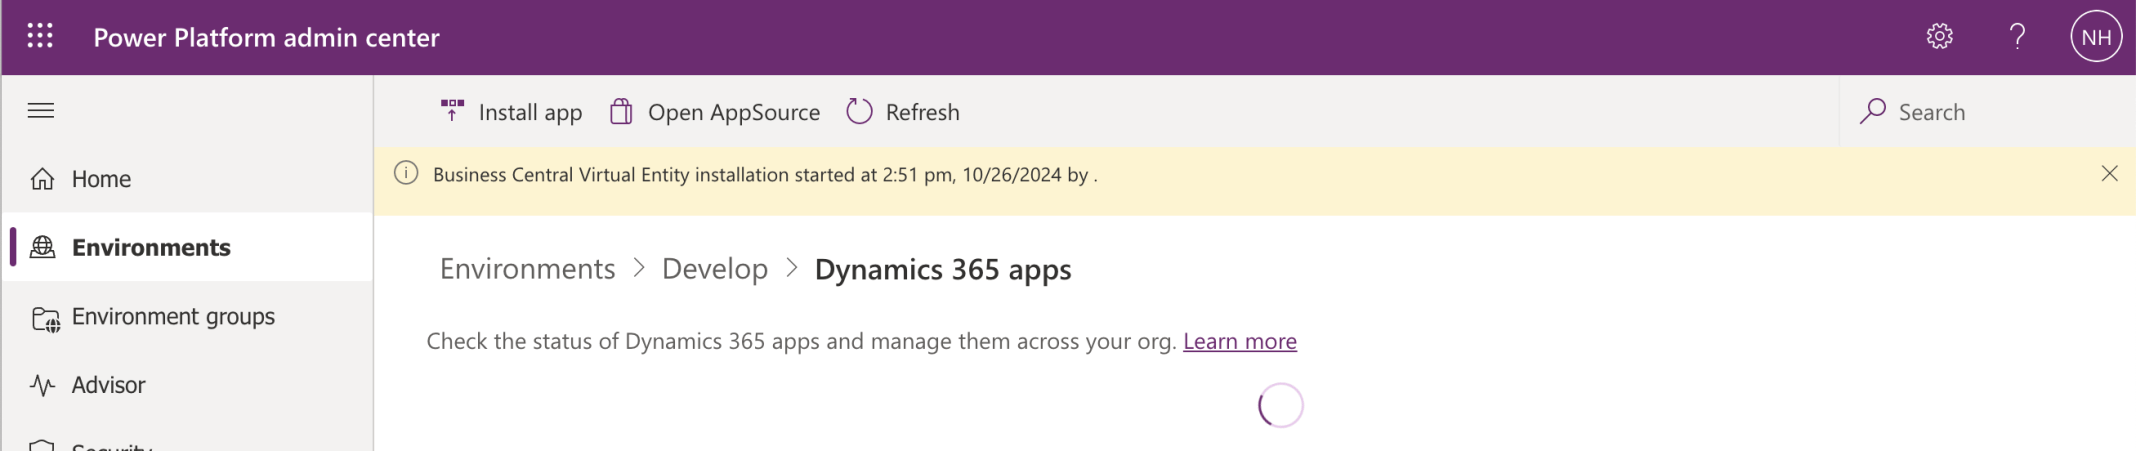 Power Platform admin center
NH
Install app
Open AppSource
Refresh
Search
Business Central Virtual Entity installation started at 2:51 pm, 10/26/2024 by .
Home
Environments
Environment groups
Advisor
Security
Environments > Develop > Dynamics 365 apps
Check the status of Dynamics 365 apps and manage them across your org. Learn more